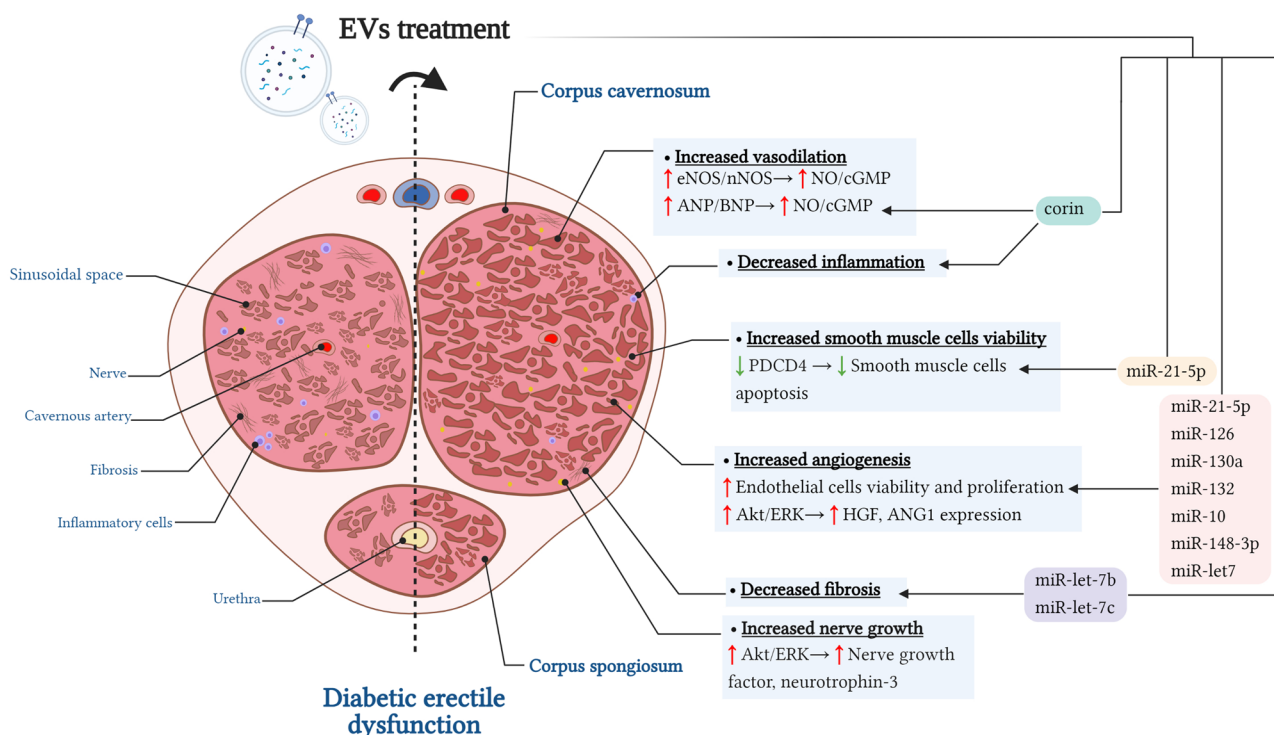 EVs treatment
Corpus cavernosum
• Increased vasodilation
↑ eNOS/nNOS→ ↑ NO/cGMP
↑ ANP/BNP→ ↑ NO/cGMP
corin
• Decreased inflammation
Sinusoidal space
Nerve
Cavernous artery
Fibrosis
Inflammatory cells
Urethra
• Increased smooth muscle cells viability
↓ PDCD4 → ↓ Smooth muscle cells
apoptosis
miR-21-5p
• Increased angiogenesis
↑ Endothelial cells viability and proliferation
↑ Akt/ERK→ ↑ HGF, ANG1 expression
miR-21-5p
miR-126
miR-130a
miR-132
miR-10
miR-148-3p
miR-let7
• Decreased fibrosis
miR-let-7b
miR-let-7c
• Increased nerve growth
↑ Akt/ERK→ ↑ Nerve growth
factor, neurotrophin-3
Corpus spongiosum
Diabetic erectile
dysfunction